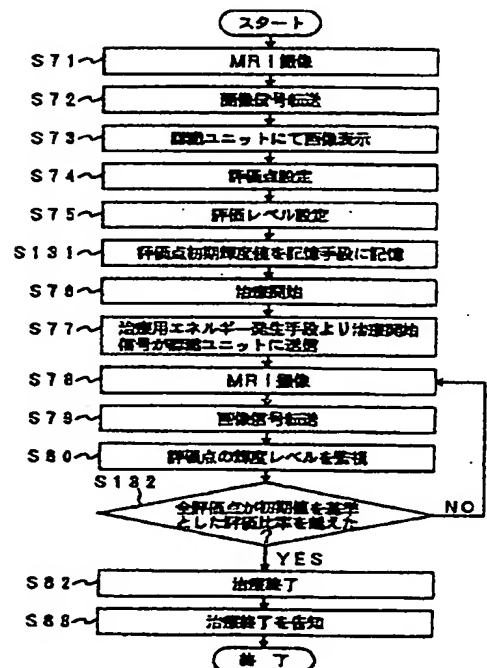 スタート
S71
MRI撮像
S72
画像信号転送
S73
ユニットにて画像表示
S74
評価点設定
S75
評価レベル設定
S131
評価点初期輝度値を記憶手段に記憶
S76
治療開始
S77
治療用エネルギー発生手段より治療開始
信号が ユニットに送信
S78
MRI撮像
S79
画像信号転送
S80
評価点の輝度レベルを監視
S132
全評価点が初期値を基準
とした評価比率を越えた
?
NO
YES
S82
治療終了
S83
治療終了を告知
終了